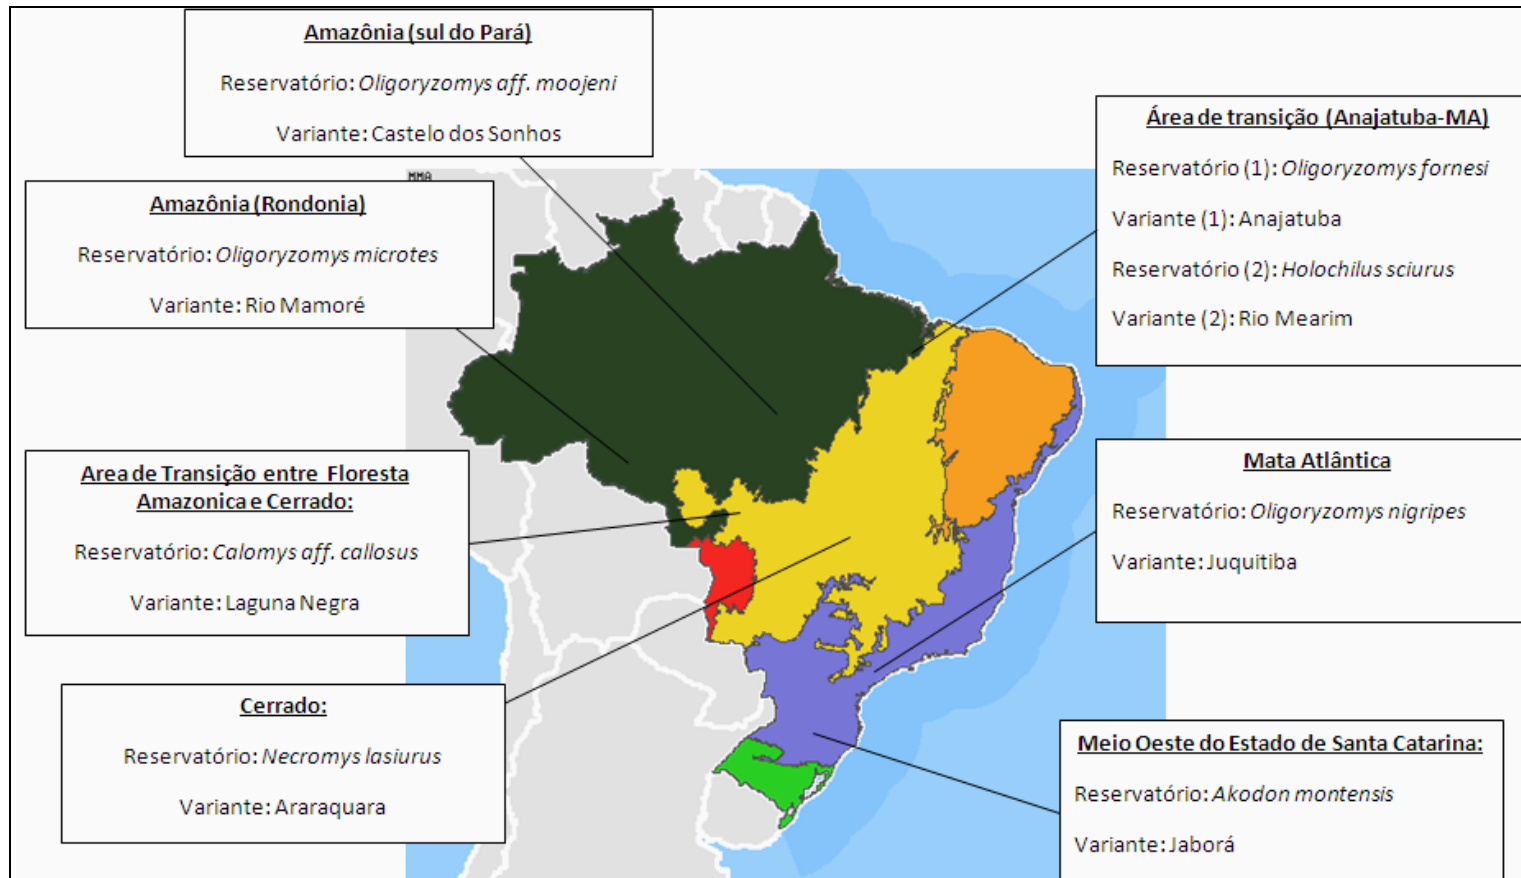 Amazônia (sul do Pará)
Reservatório: Oligoryzomys aff. moojeni
Variante: Castelo dos Sonhos
MMA
Amazônia (Rondonia)
Reservatório: Oligoryzomys microtes
Variante: Rio Mamoré
Área de transição (Anajatuba-MA)
Reservatório (1): Oligoryzomys fornesi
Variante (1): Anajatuba
Reservatório (2): Holochilus sciurus
Variante (2): Rio Mearim
Area de Transição entre Floresta
Amazonica e Cerrado:
Reservatório: Calomys aff. callosus
Variante: Laguna Negra
Mata Atlântica
Reservatório: Oligoryzomys nigripes
Variante: Juquitiba
Cerrado:
Reservatório: Necromys lasiurus
Variante: Araraquara
Meio Oeste do Estado de Santa Catarina:
Reservatório: Akodon montensis
Variante: Jaborá